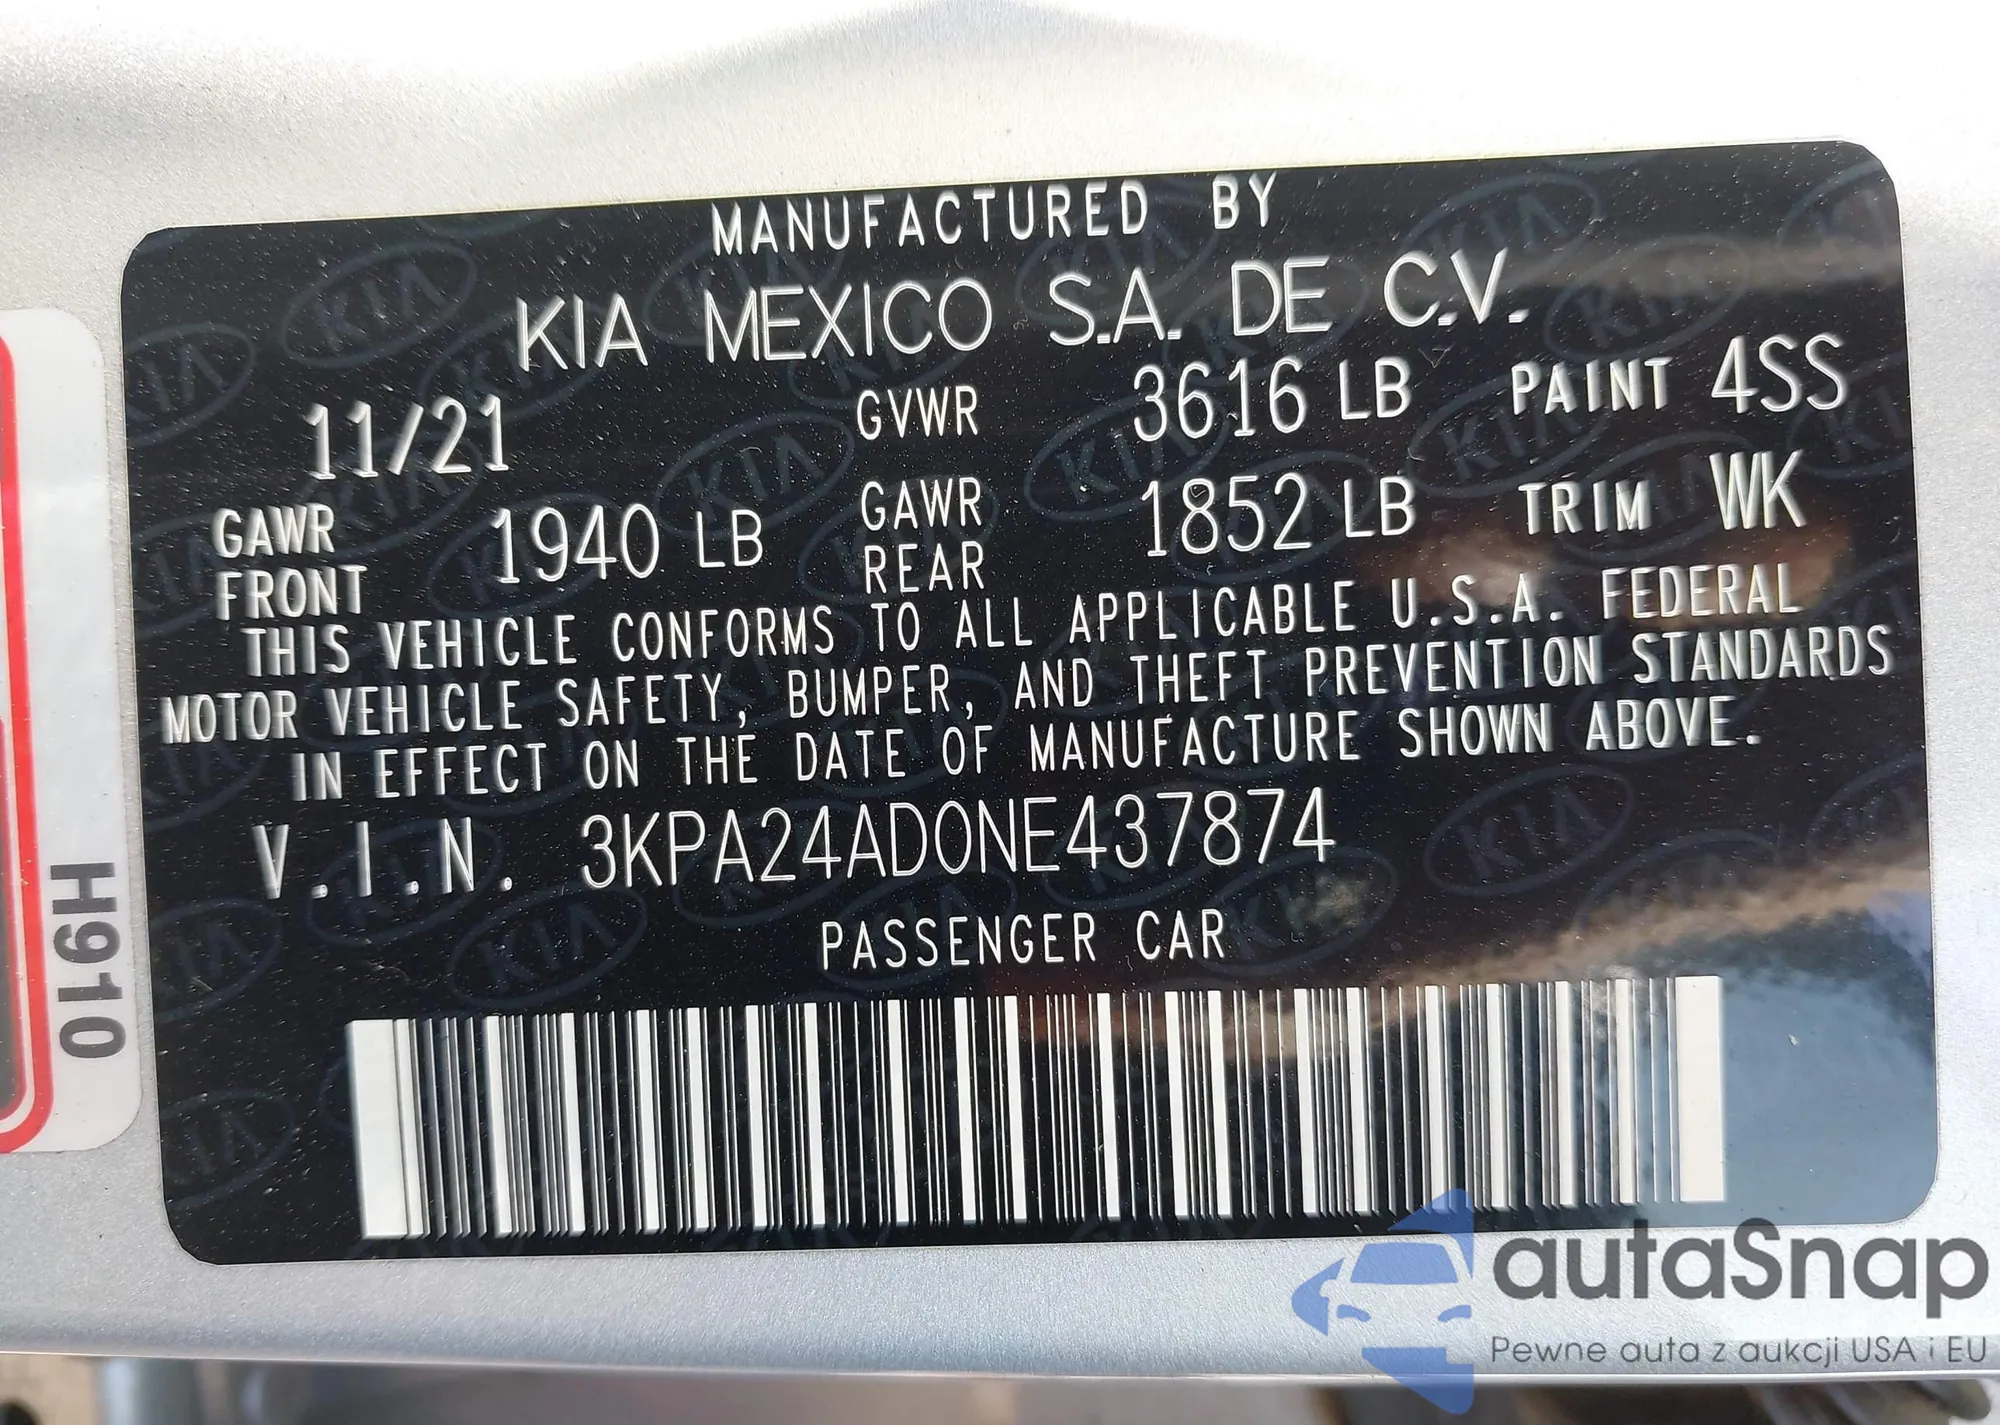 MANUFACTURED BY
KIA MEXICO S.A. DE C.V.
11/21 GVWR 3616 LB PAINT 4SS
GAWR FRONT 1940 LB GAWR REAR 1852 LB TRIM WK
THIS VEHICLE CONFORMS TO ALL APPLICABLE U.S.A. FEDERAL
MOTOR VEHICLE SAFETY, BUMPER, AND THEFT PREVENTION STANDARDS
IN EFFECT ON THE DATE OF MANUFACTURE SHOWN ABOVE.
V.I.N. 3KPA24AD0NE437874
PASSENGER CAR
H910
autaSnap
Pewne auta z aukcji USA i EU